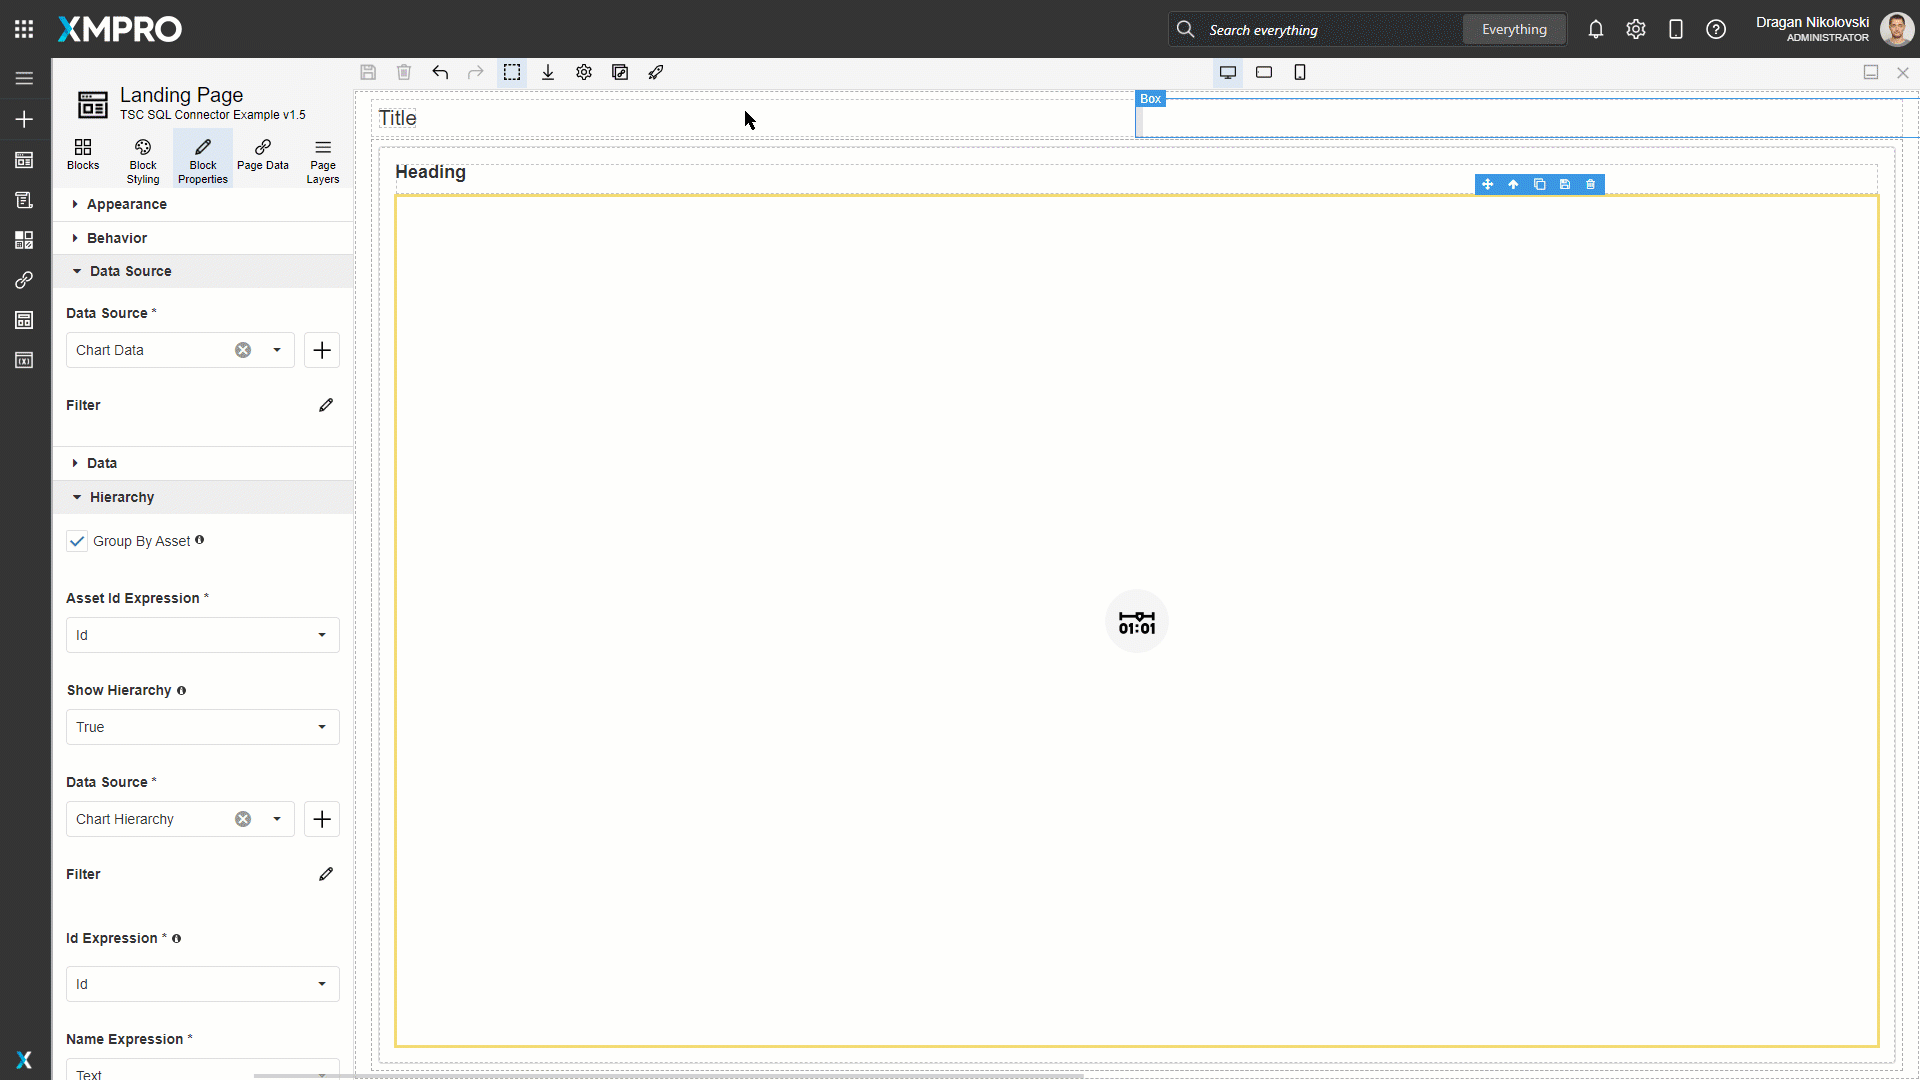 XMPRO
Search everything
Everything
Dragan Nikolovski
ADMINISTRATOR
Landing Page
TSC SQL Connector Example v1.5
Blocks
Block Styling
Block Properties
Page Data
Page Layers
Appearance
Behavior
Data Source
Data Source *
Chart Data
Filter
Data
Hierarchy
Group By Asset
Asset Id Expression *
Id
Show Hierarchy
True
Data Source *
Chart Hierarchy
Filter
Id Expression *
Id
Name Expression *
Text
Title
Box
Heading
01:01